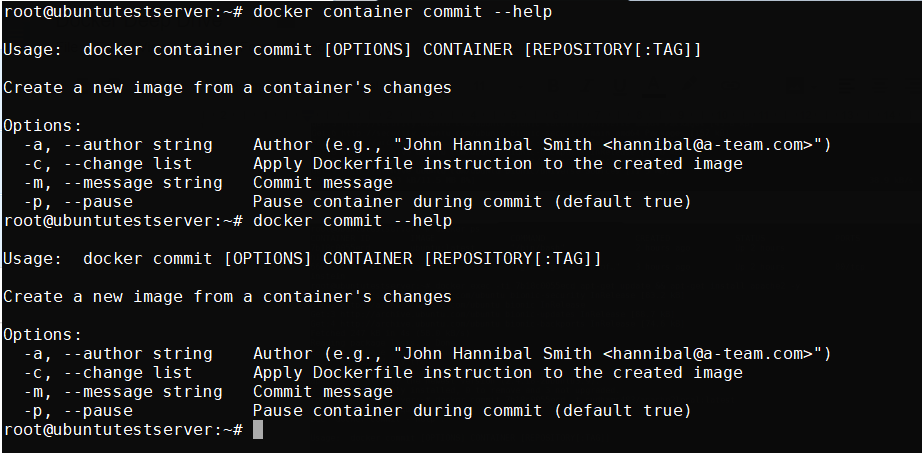 root@ubuntutestserver:~# docker container commit --help
Usage:  docker container commit [OPTIONS] CONTAINER [REPOSITORY[:TAG]]
Create a new image from a container's changes
Options:
  -a, --author string    Author (e.g., "John Hannibal Smith <hannibal@a-team.com>")
  -c, --change list      Apply Dockerfile instruction to the created image
  -m, --message string   Commit message
  -p, --pause            Pause container during commit (default true)
root@ubuntutestserver:~# docker commit --help
Usage:  docker commit [OPTIONS] CONTAINER [REPOSITORY[:TAG]]
Create a new image from a container's changes
Options:
  -a, --author string    Author (e.g., "John Hannibal Smith <hannibal@a-team.com>")
  -c, --change list      Apply Dockerfile instruction to the created image
  -m, --message string   Commit message
  -p, --pause            Pause container during commit (default true)
root@ubuntutestserver:~#